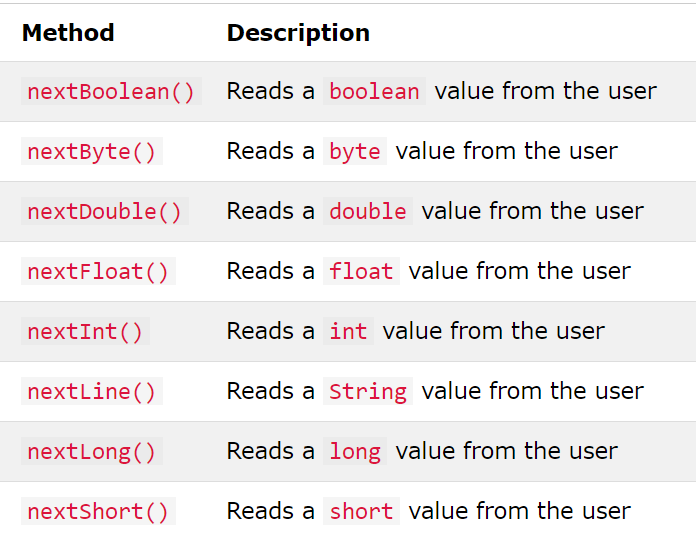 Method Description
nextBoolean() Reads a boolean value from the user
nextByte() Reads a byte value from the user
nextDouble() Reads a double value from the user
nextFloat() Reads a float value from the user
nextInt() Reads a int value from the user
nextLine() Reads a String value from the user
nextLong() Reads a long value from the user
nextShort() Reads a short value from the user